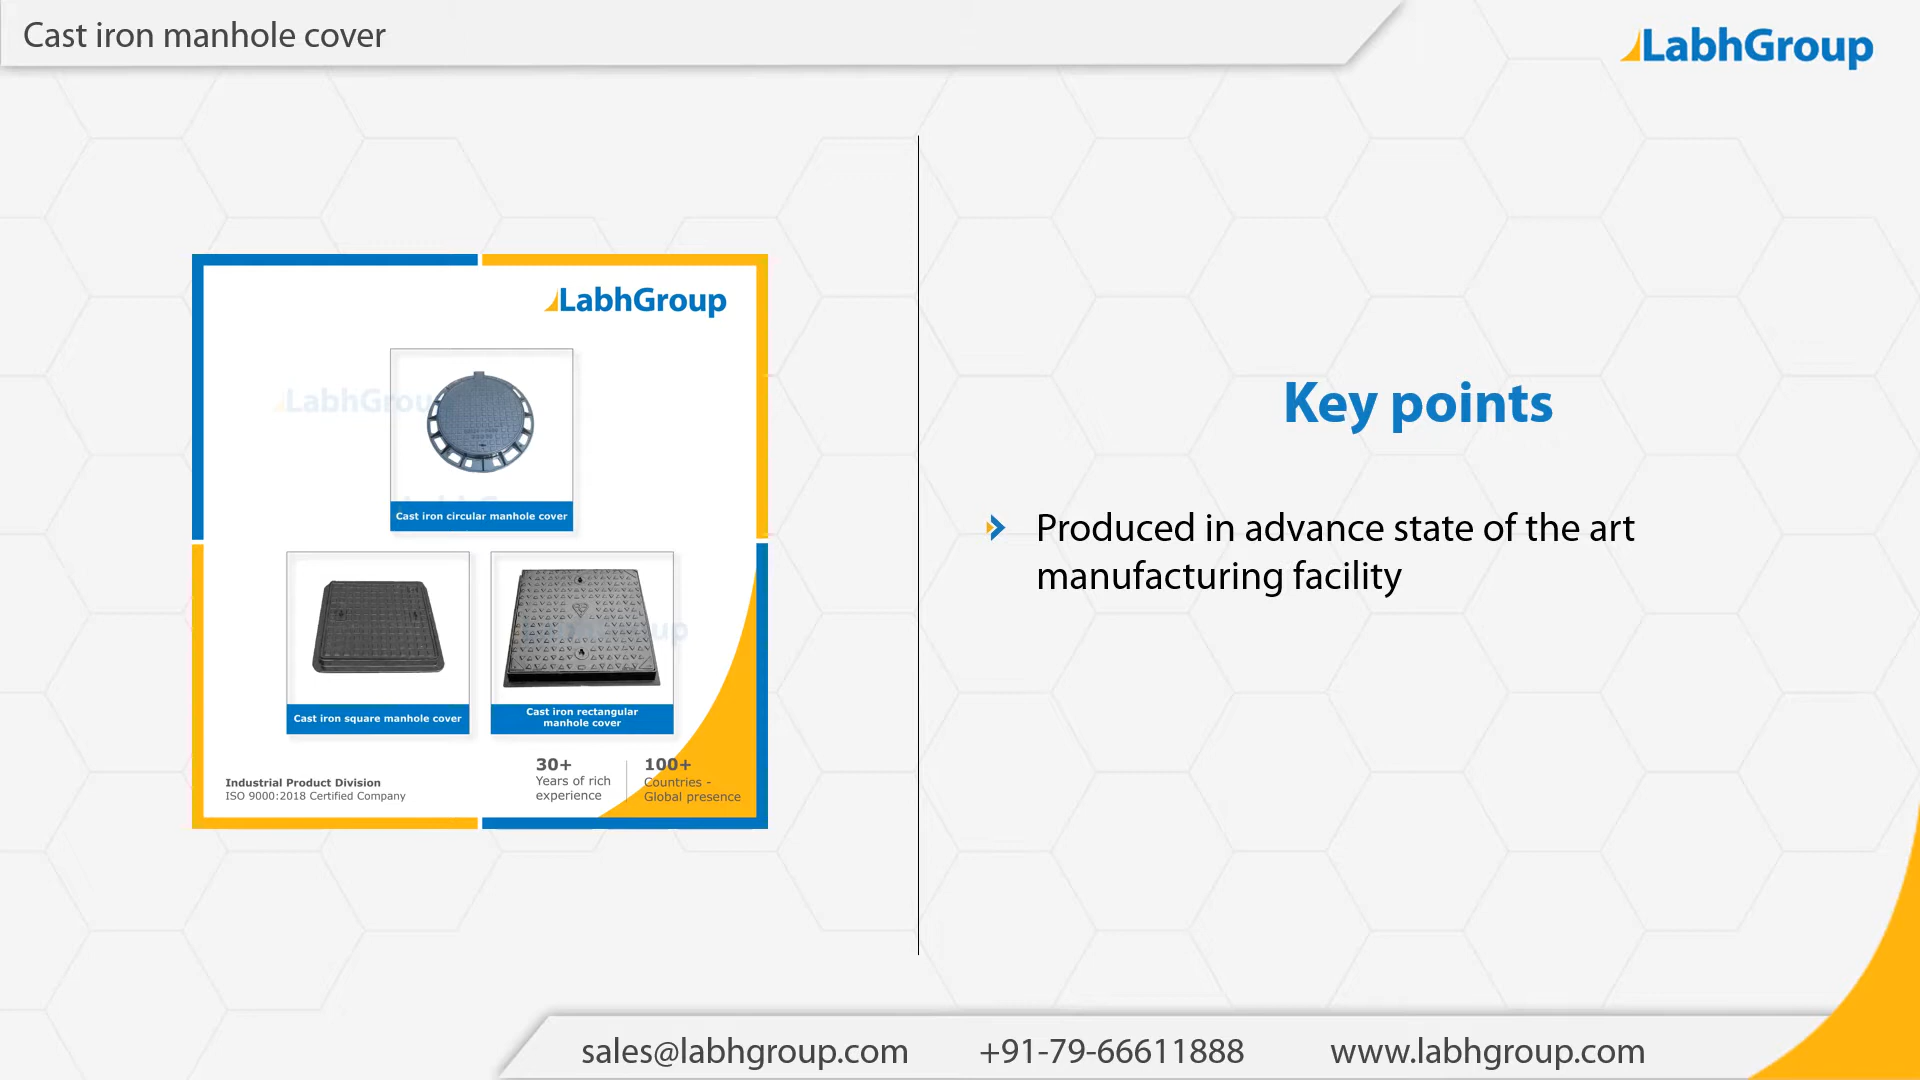 Cast iron manhole cover
LabhGroup
LabhGroup
LabhGroup
Cast iron circular manhole cover
Cast iron square manhole cover
Cast iron rectangular
manhole cover
Industrial Product Division
ISO 9000:2018 Certified Company
30+
Years of rich
experience
100+
Countries -
Global presence
Key points
Produced in advance state of the art
manufacturing facility
sales@labhgroup.com
+91-79-66611888
www.labhgroup.com